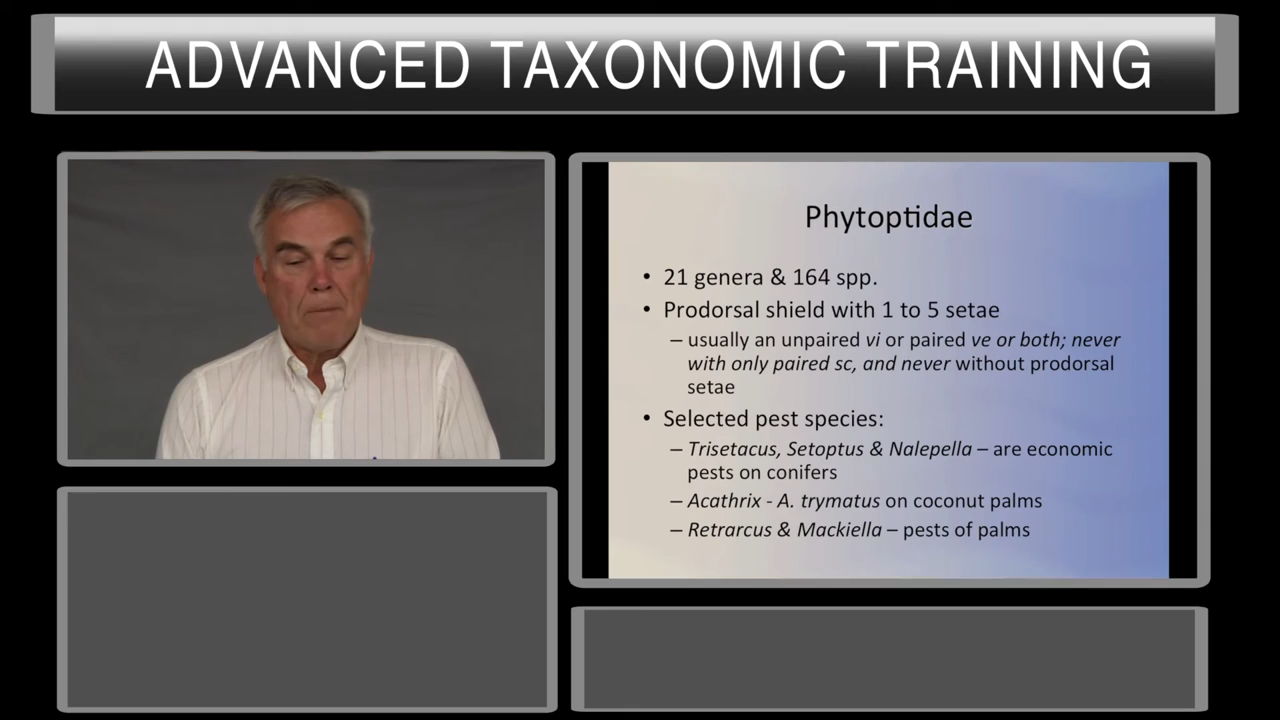 ADVANCED TAXONOMIC TRAINING
Phytoptidae
• 21 genera & 164 spp.
• Prodorsal shield with 1 to 5 setae
– usually an unpaired vi or paired ve or both; never
with only paired sc, and never without prodorsal
setae
• Selected pest species:
– Trisetacus, Setoptus & Nalepella – are economic
pests on conifers
– Acathrix - A. trymatus on coconut palms
– Retrarcus & Mackiella – pests of palms